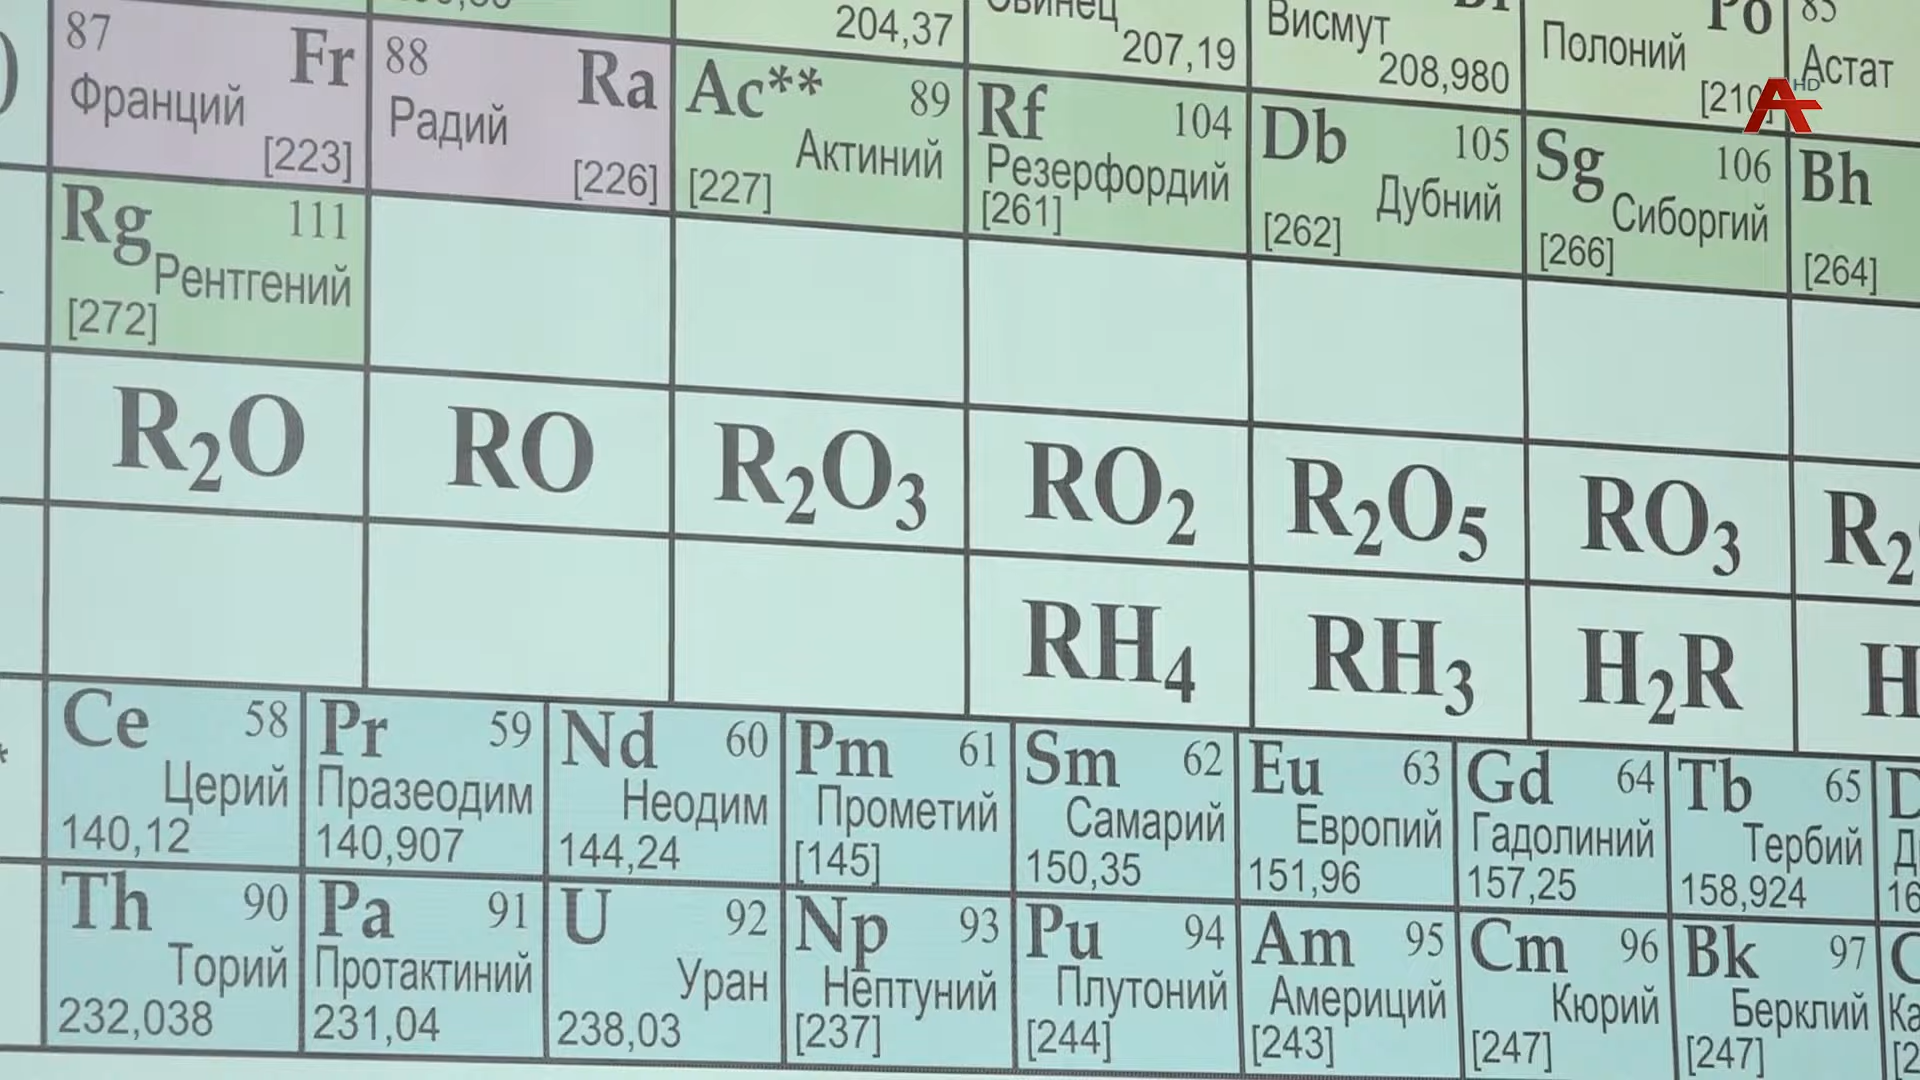 204,37
Свинец
207,19
Висмут
208,980
Полоний
Po
[210]
85
Астат
HD
87
Fr
Франций
[223]
88
Ra
Радий
[226]
Ac**
89
Актиний
[227]
Rf
104
Резерфордий
[261]
Db
105
Дубний
[262]
Sg
106
Сиборгий
[266]
Bh
[264]
Rg
111
Рентгений
[272]
R2O
RO
R2O3
RO2
R2O5
RO3
R2
RH4
RH3
H2R
H
Ce
58
Церий
140,12
Pr
59
Празеодим
140,907
Nd
60
Неодим
144,24
Pm
61
Прометий
[145]
Sm
62
Самарий
150,35
Eu
63
Европий
151,96
Gd
64
Гадолиний
157,25
Tb
65
Тербий
158,924
Th
90
Торий
232,038
Pa
91
Протактиний
231,04
U
92
Уран
238,03
Np
93
Нептуний
[237]
Pu
94
Плутоний
[244]
Am
95
Америций
[243]
Cm
96
Кюрий
[247]
Bk
97
Берклий
[247]